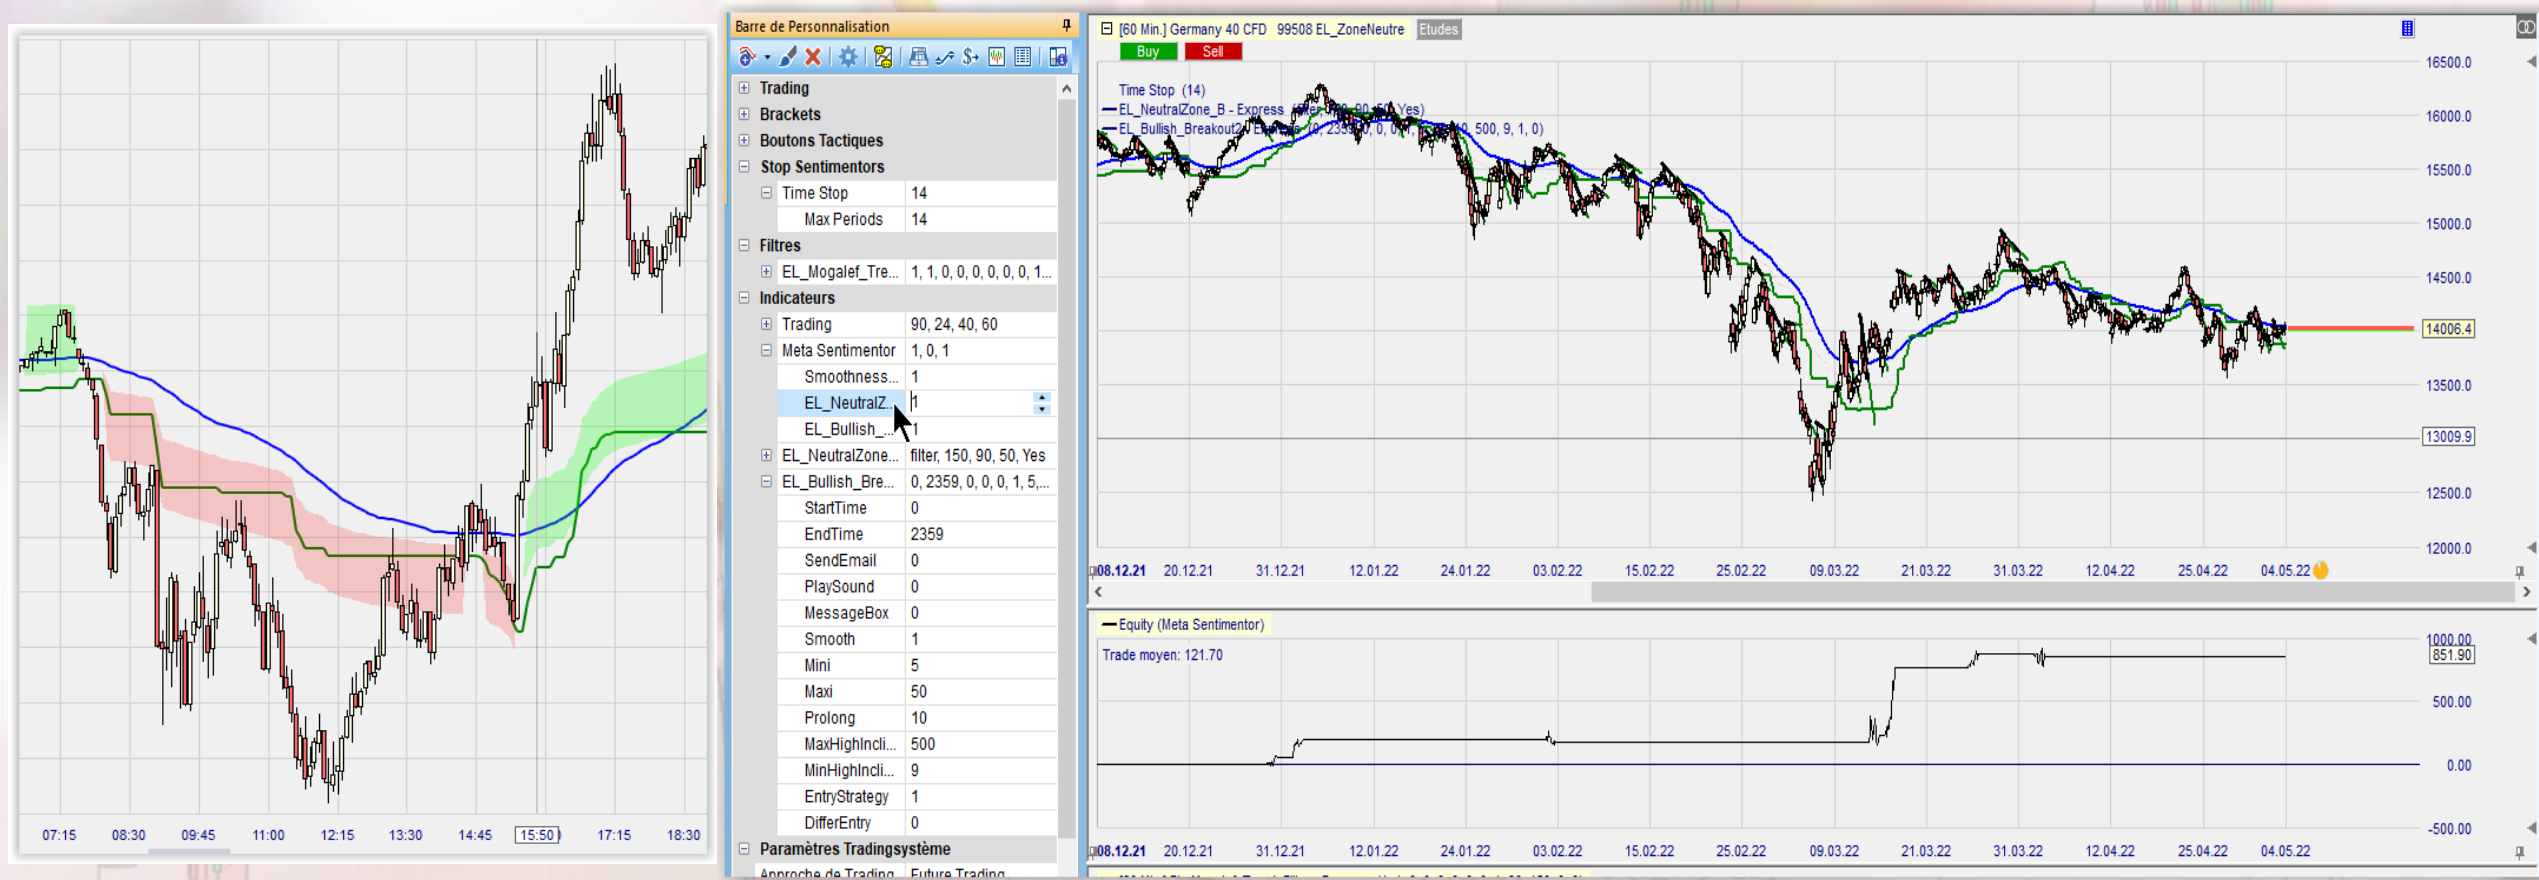 07:15 08:30 09:45 11:00 12:15 13:30 14:45 15:50 17:15 18:30
Barre de Personnalisation
Trading
Brackets
Boutons Tactiques
Stop Sentimentors
Time Stop 14
Max Periods 14
Filtres
EL_Mogalef_Tre... 1, 1, 0, 0, 0, 0, 0, 0, 1...
Indicateurs
Trading 90, 24, 40, 60
Meta Sentimentor 1, 0, 1
Smoothness... 1
EL_NeutralZ... 1
EL_Bullish_... 1
EL_NeutralZone... filter, 150, 90, 50, Yes
EL_Bullish_Bre... 0, 2359, 0, 0, 0, 1, 5,...
StartTime 0
EndTime 2359
SendEmail 0
PlaySound 0
MessageBox 0
Smooth 1
Mini 5
Maxi 50
Prolong 10
MaxHighIncli... 500
MinHighIncli... 9
EntryStrategy 1
DifferEntry 0
Paramètres Tradingsystème
Approche de Trading Future Trading
[60 Min.] Germany 40 CFD 99508 EL_ZoneNeutre Etudes
Buy Sell
Time Stop (14)
EL_NeutralZone_B - Express 90, 50, Yes)
EL_Bullish_Breakout2 500, 9, 1, 0)
16500.0
16000.0
15500.0
15000.0
14500.0
14006.4
13500.0
13009.9
12500.0
12000.0
08.12.21 20.12.21 31.12.21 12.01.22 24.01.22 03.02.22 15.02.22 25.02.22 09.03.22 21.03.22 31.03.22 12.04.22 25.04.22 04.05.22
Equity (Meta Sentimentor)
Trade moyen: 121.70
1000.00
851.90
500.00
0.00
-500.00
08.12.21 20.12.21 31.12.21 12.01.22 24.01.22 03.02.22 15.02.22 25.02.22 09.03.22 21.03.22 31.03.22 12.04.22 25.04.22 04.05.22